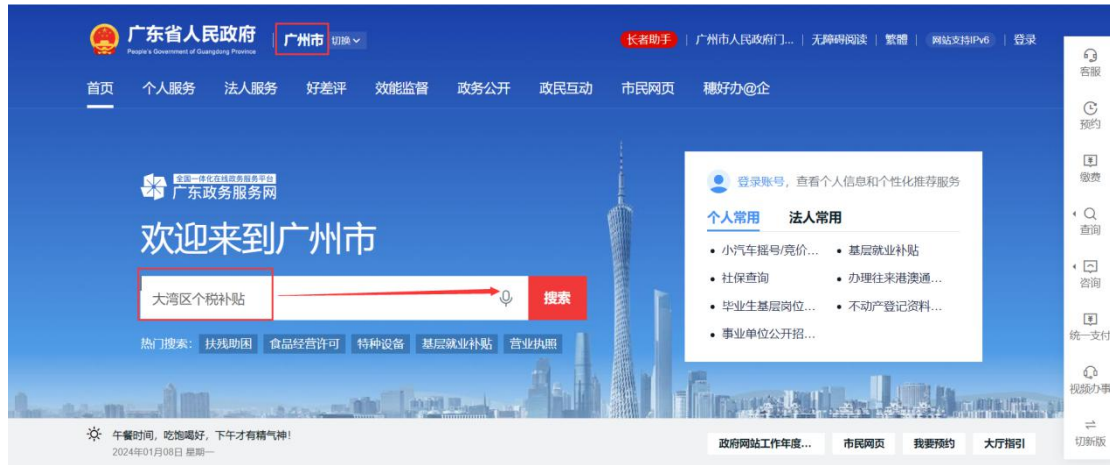 广东省人民政府
People's Government of Guangdong Province
广州市 切换
长者助手 | 广州市人民政府门... | 无障碍阅读 | 繁體 | 网站支持IPv6 | 登录
首页 个人服务 法人服务 好差评 效能监督 政务公开 政民互动 市民网页 穗好办@企
全国一体化在线政务服务平台
广东政务服务网
欢迎来到广州市
大湾区个税补贴 搜索
热门搜索: 扶残助困 食品经营许可 特种设备 基层就业补贴 营业执照
登录账号，查看个人信息和个性化推荐服务
个人常用 法人常用
小汽车摇号/竞价... 基层就业补贴
社保查询 办理往来港澳通...
毕业生基层岗位... 不动产登记资料...
事业单位公开招...
客服
预约
缴费
查询
咨询
统一支付
视频办事
切新版
午餐时间，吃饱喝好，下午才有精气神!
2024年01月08日 星期一
政府网站工作年度... 市民网页 我要预约 大厅指引